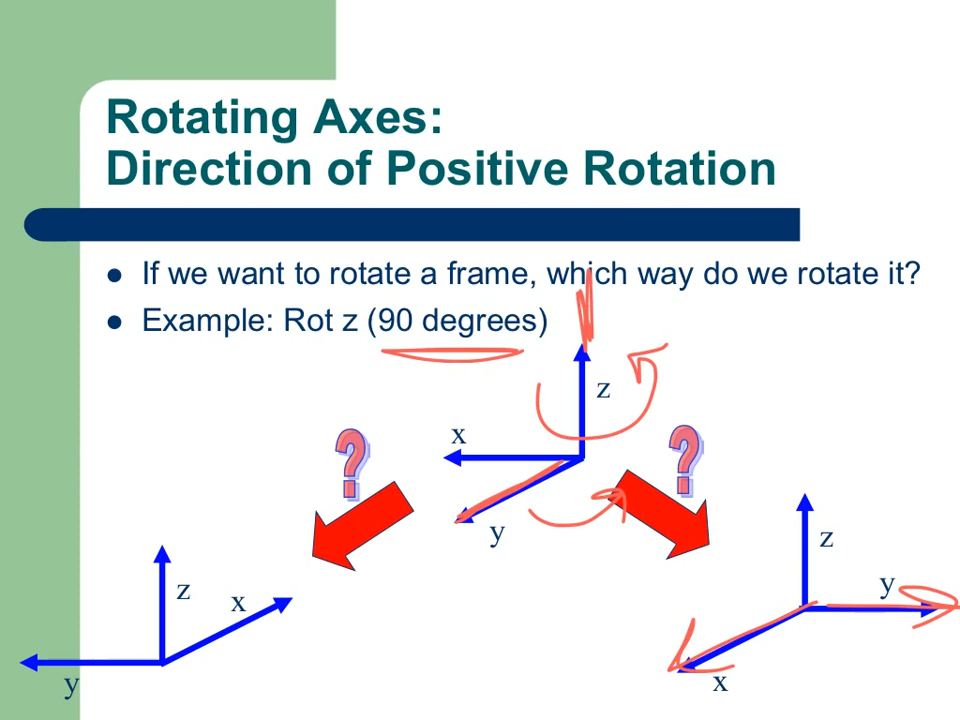 Rotating Axes:
Direction of Positive Rotation
If we want to rotate a frame, which way do we rotate it?
Example: Rot z (90 degrees)
z
x
?
?
y
z
y
z
x
y
x